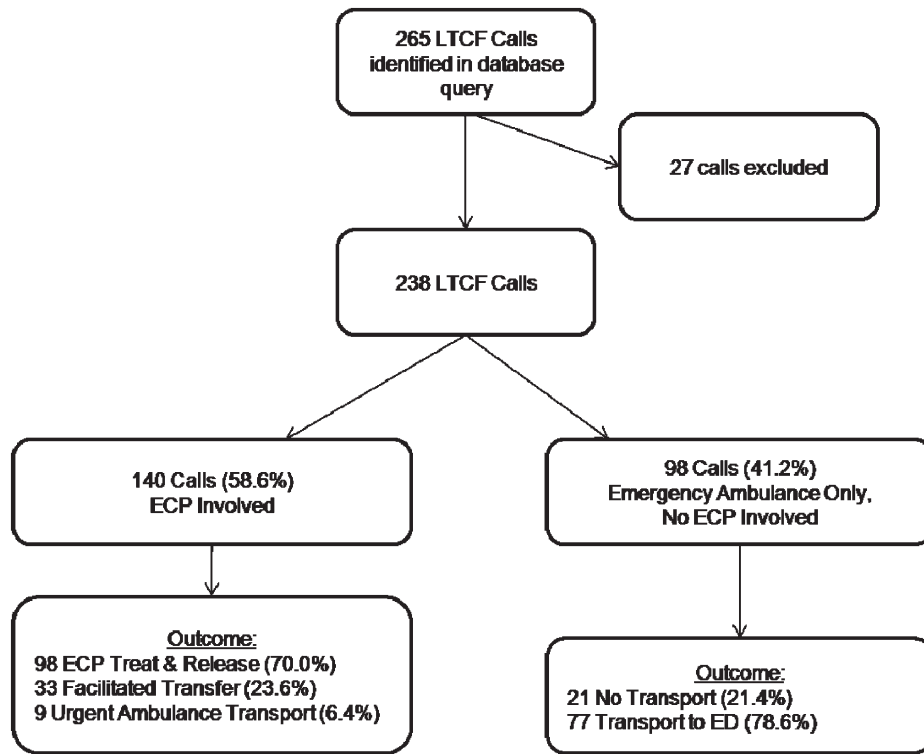 265 LTCF Calls
identified in database
query
27 calls excluded
238 LTCF Calls
140 Calls (58.6%)
ECP Involved
98 Calls (41.2%)
Emergency Ambulance Only,
No ECP Involved
Outcome:
98 ECP Treat & Release (70.0%)
33 Facilitated Transfer (23.6%)
9 Urgent Ambulance Transport (6.4%)
Outcome:
21 No Transport (21.4%)
77 Transport to ED (78.6%)